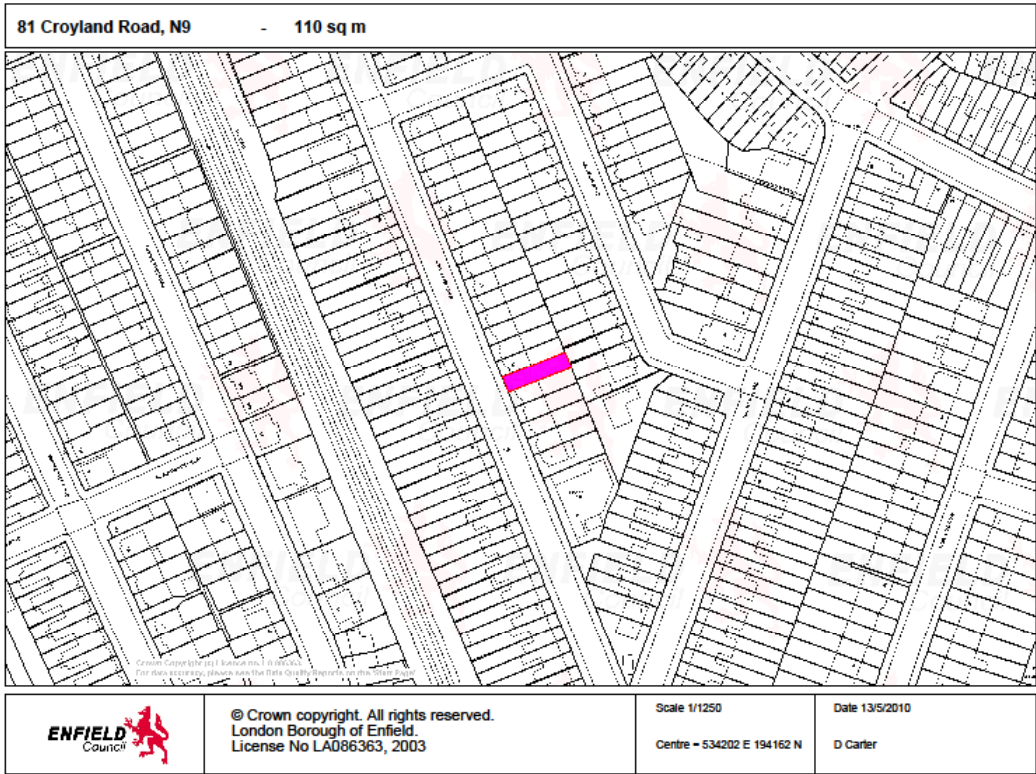 81 Croyland Road, N9 - 110 sq m
ENFIELD
Council
© Crown copyright. All rights reserved.
London Borough of Enfield.
License No LA086363, 2003
Scale 1/1250
Centre = 534202 E 194162 N
Date 13/5/2010
D Carter